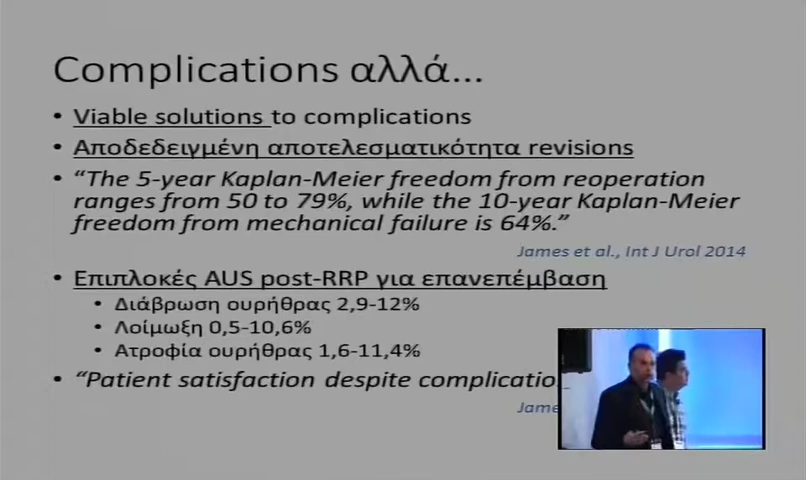 Complications αλλά...
• Viable solutions to complications
• Αποδεδειγμένη αποτελεσματικότητα revisions
• “The 5-year Kaplan-Meier freedom from reoperation
ranges from 50 to 79%, while the 10-year Kaplan-Meier
freedom from mechanical failure is 64%.”
James et al., Int J Urol 2014
• Επιπλοκές AUS post-RRP για επανεπέμβαση
• Διάβρωση ουρήθρας 2,9-12%
• Λοίμωξη 0,5-10,6%
• Ατροφία ουρήθρας 1,6-11,4%
• “Patient satisfaction despite